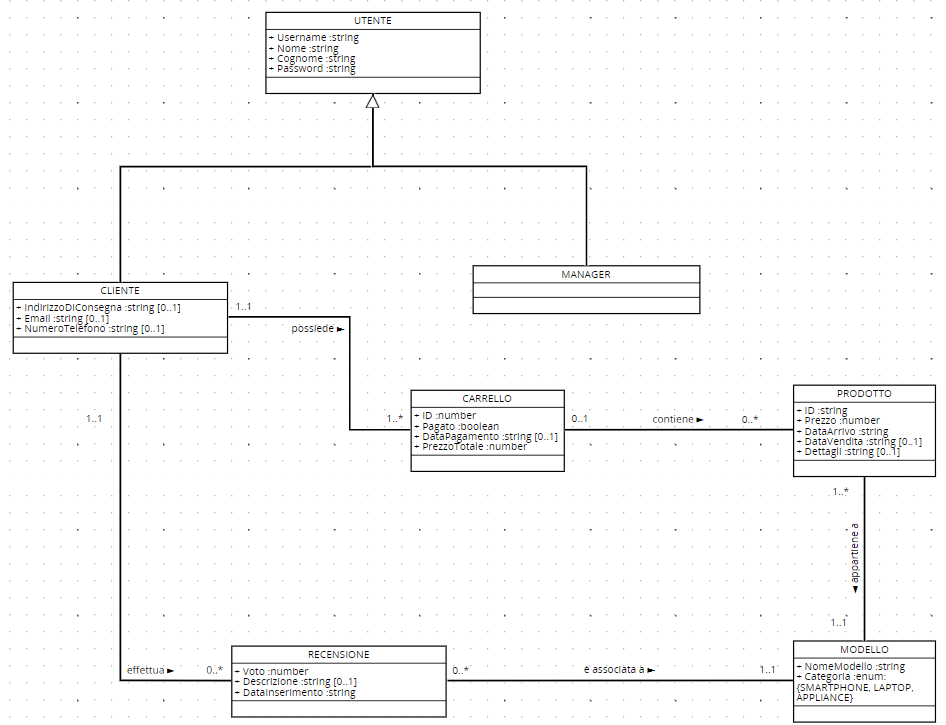 UTENTE
+ Username :string
+ Nome :string
+ Cognome :string
+ Password :string
CLIENTE
+ IndirizzoDiConsegna :string [0..1]
+ Email :string [0..1]
+ NumeroTelefono :string [0..1]
MANAGER
1..1
possiede ►
1..*
CARRELLO
+ ID :number
+ Pagato :boolean
+ DataPagamento :string [0..1]
+ PrezzoTotale :number
0..1
contiene ►
0..*
PRODOTTO
+ ID :string
+ Prezzo :number
+ DataArrivo :string
+ DataVendita :string [0..1]
+ Dettagli :string [0..1]
1..*
◄ appartiene a
1..1
1..1
effettua ►
0..*
RECENSIONE
+ Voto :number
+ Descrizione :string [0..1]
+ DataInserimento :string
0..*
è associata a ►
1..1
MODELLO
+ NomeModello :string
+ Categoria :enum:
{SMARTPHONE, LAPTOP,
APPLIANCE}